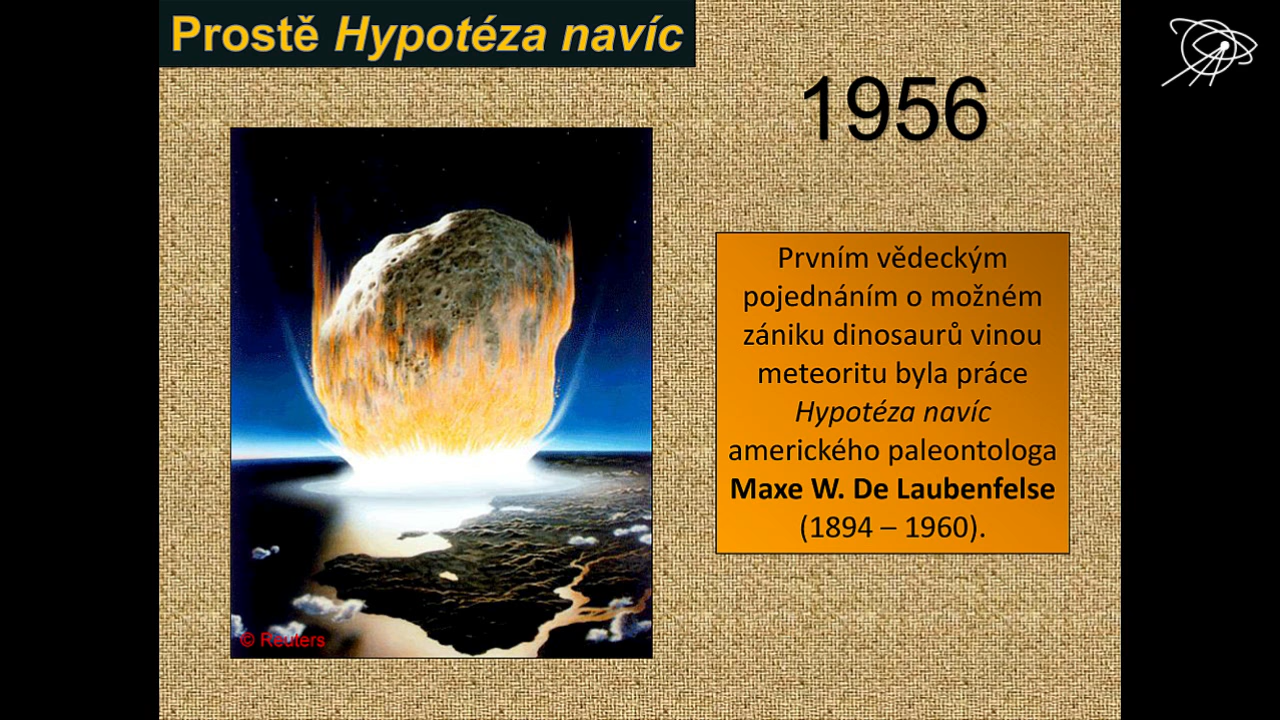 Prostě Hypotéza navíc
1956
Prvním vědeckým
pojednáním o možném
zániku dinosaurů vinou
meteoritu byla práce
Hypotéza navíc
amerického paleontologa
Maxe W. De Laubenfelse
(1894 – 1960).
© Reuters